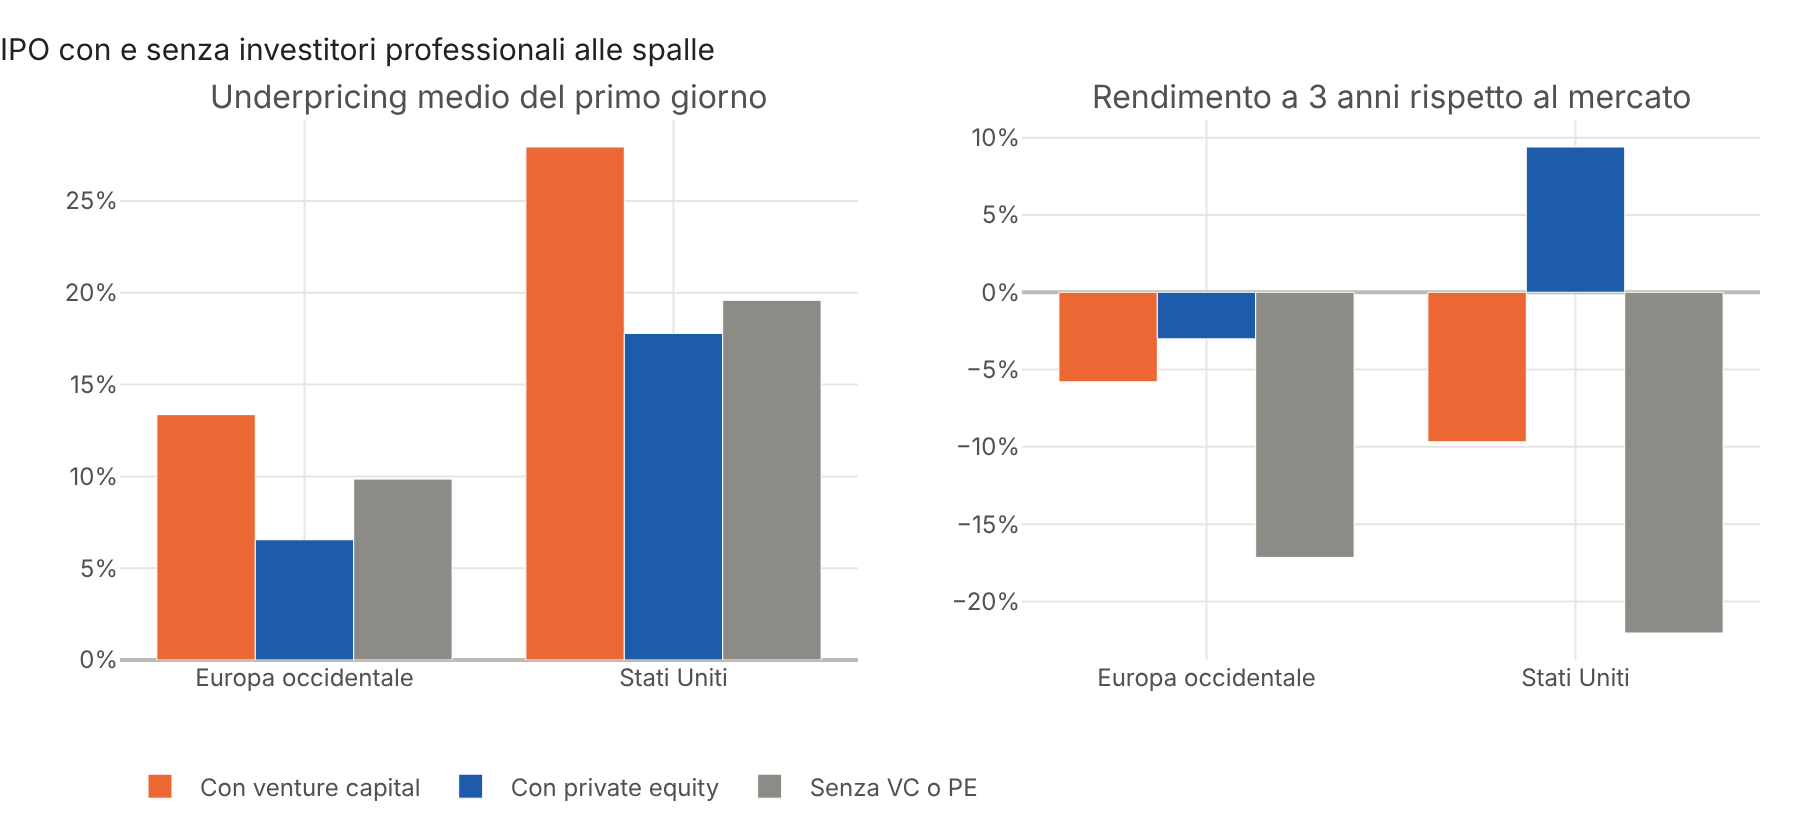 IPO con e senza investitori professionali alle spalle
Underpricing medio del primo giorno
25%
20%
15%
10%
5%
0%
Europa occidentale
Stati Uniti
Rendimento a 3 anni rispetto al mercato
10%
5%
0%
−5%
−10%
−15%
−20%
Europa occidentale
Stati Uniti
Con venture capital
Con private equity
Senza VC o PE